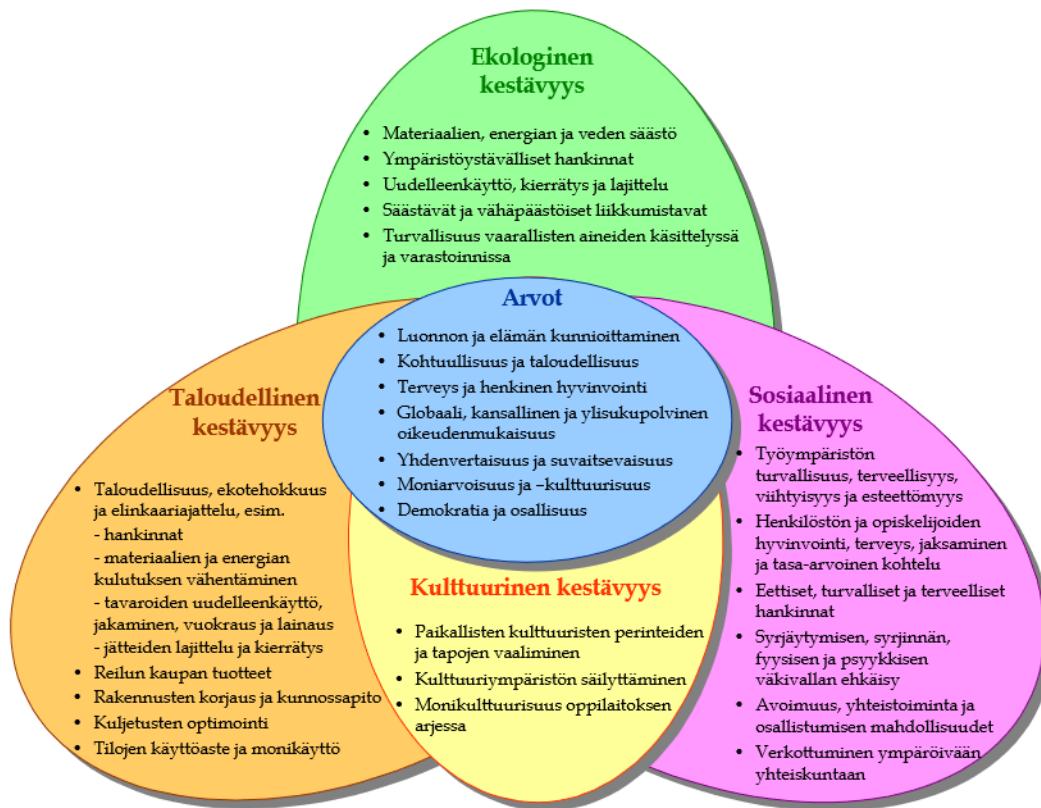 Ekologinen
kestävyys
• Materiaalien, energian ja veden säästö
• Ympäristöystävälliset hankinnat
• Uudelleenkäyttö, kierrätys ja lajittelu
• Säästävät ja vähäpäästöiset liikkumistavat
• Turvallisuus vaarallisten aineiden käsittelyssä
ja varastoinnissa
Arvot
• Luonnon ja elämän kunnioittaminen
• Kohtuullisuus ja taloudellisuus
• Terveys ja henkinen hyvinvointi
• Globaali, kansallinen ja ylisukupolvinen
oikeudenmukaisuus
• Yhdenvertaisuus ja suvaitsevaisuus
• Moniarvoisuus ja –kulttuurisuus
• Demokratia ja osallisuus
Taloudellinen
kestävyys
• Taloudellisuus, ekotehokkuus
ja elinkaariajattelu, esim.
- hankinnat
- materiaalien ja energian
kulutuksen vähentäminen
- tavaroiden uudelleenkäyttö,
jakaminen, vuokraus ja lainaus
- jätteiden lajittelu ja kierrätys
• Reilun kaupan tuotteet
• Rakennusten korjaus ja kunnossapito
• Kuljetusten optimointi
• Tilojen käyttöaste ja monikäyttö
Kulttuurinen kestävyys
• Paikallisten kulttuuristen perinteiden
ja tapojen vaaliminen
• Kulttuuriympäristön säilyttäminen
• Monikulttuurisuus oppilaitoksen
arjessa
Sosiaalinen
kestävyys
• Työympäristön
turvallisuus, terveellisyys,
viihtyisyys ja esteettömyys
• Henkilöstön ja opiskelijoiden
hyvinvointi, terveys, jaksaminen
ja tasa-arvoinen kohtelu
• Eettiset, turvalliset ja terveelliset
hankinnat
• Syrjäytymisen, syrjinnän,
fyysisen ja psyykkisen
väkivallan ehkäisy
• Avoimuus, yhteistoiminta ja
osallistumisen mahdollisuudet
• Verkottuminen ympäröivään
yhteiskuntaan